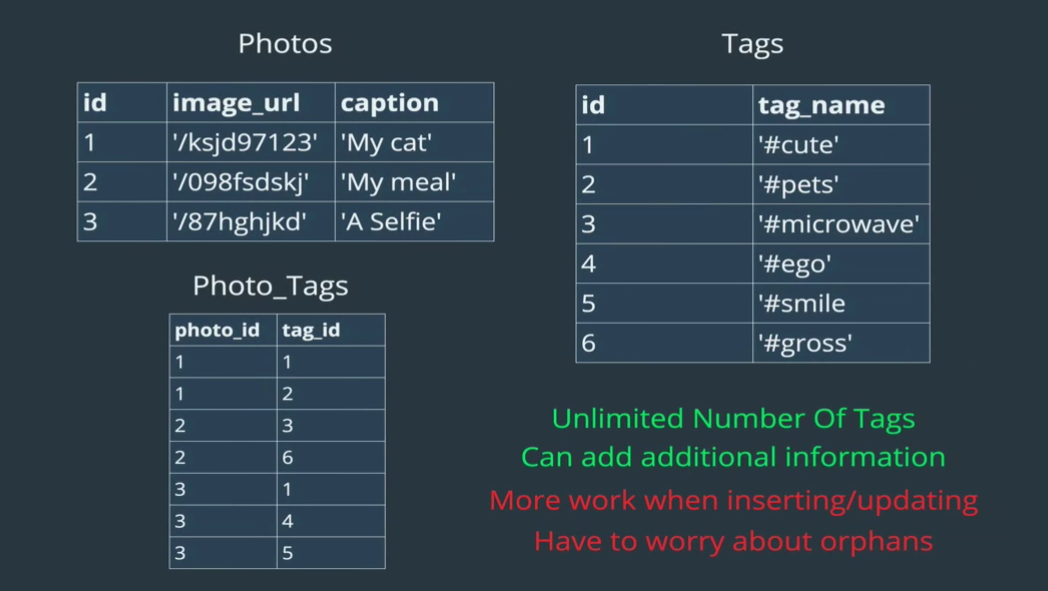 Photos
id image_url caption
1 '/ksjd97123' 'My cat'
2 '/098fsdskj' 'My meal'
3 '/87hghjkd' 'A Selfie'
Photo_Tags
photo_id tag_id
1 1
1 2
2 3
2 6
3 1
3 4
3 5
Tags
id tag_name
1 '#cute'
2 '#pets'
3 '#microwave'
4 '#ego'
5 '#smile
6 '#gross'
Unlimited Number Of Tags
Can add additional information
More work when inserting/updating
Have to worry about orphans